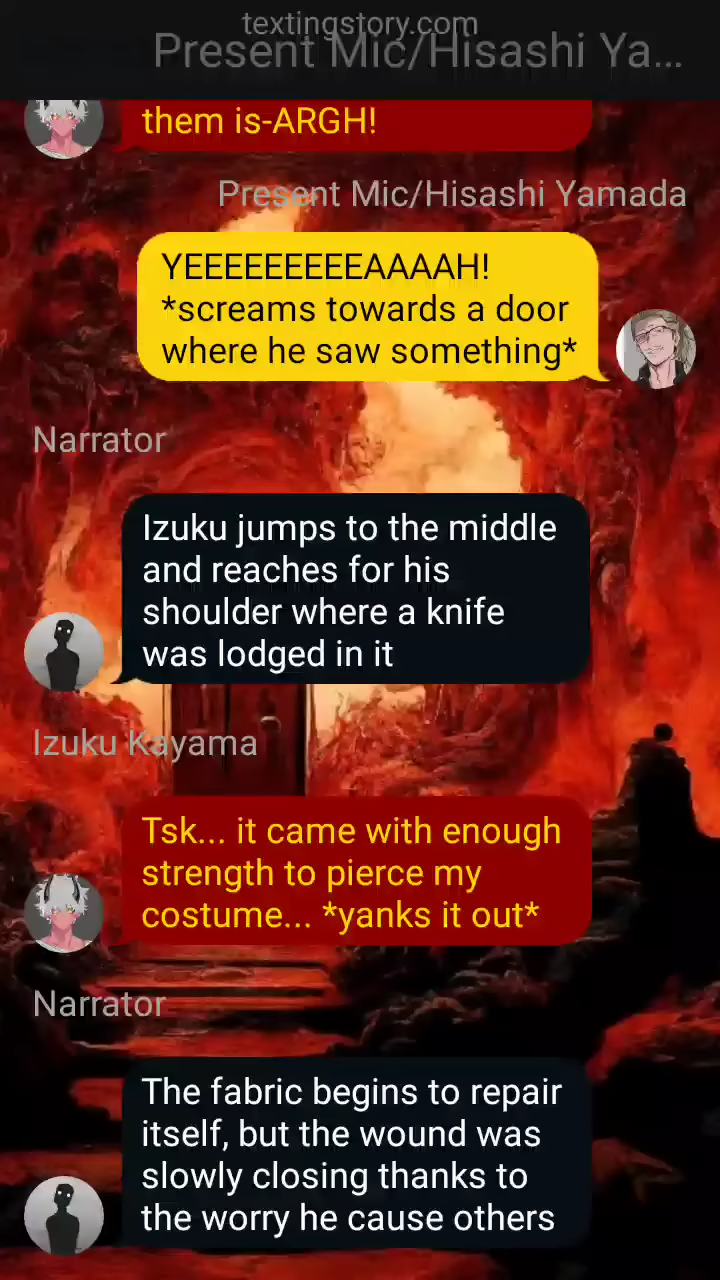 textingstory.com
Present Mic/Hisashi Ya...
them is-ARGH!
Present Mic/Hisashi Yamada
YEEEEEEEEEAAAAH!
*screams towards a door
where he saw something*
Narrator
Izuku jumps to the middle
and reaches for his
shoulder where a knife
was lodged in it
Izuku Kayama
Tsk... it came with enough
strength to pierce my
costume... *yanks it out*
Narrator
The fabric begins to repair
itself, but the wound was
slowly closing thanks to
the worry he cause others